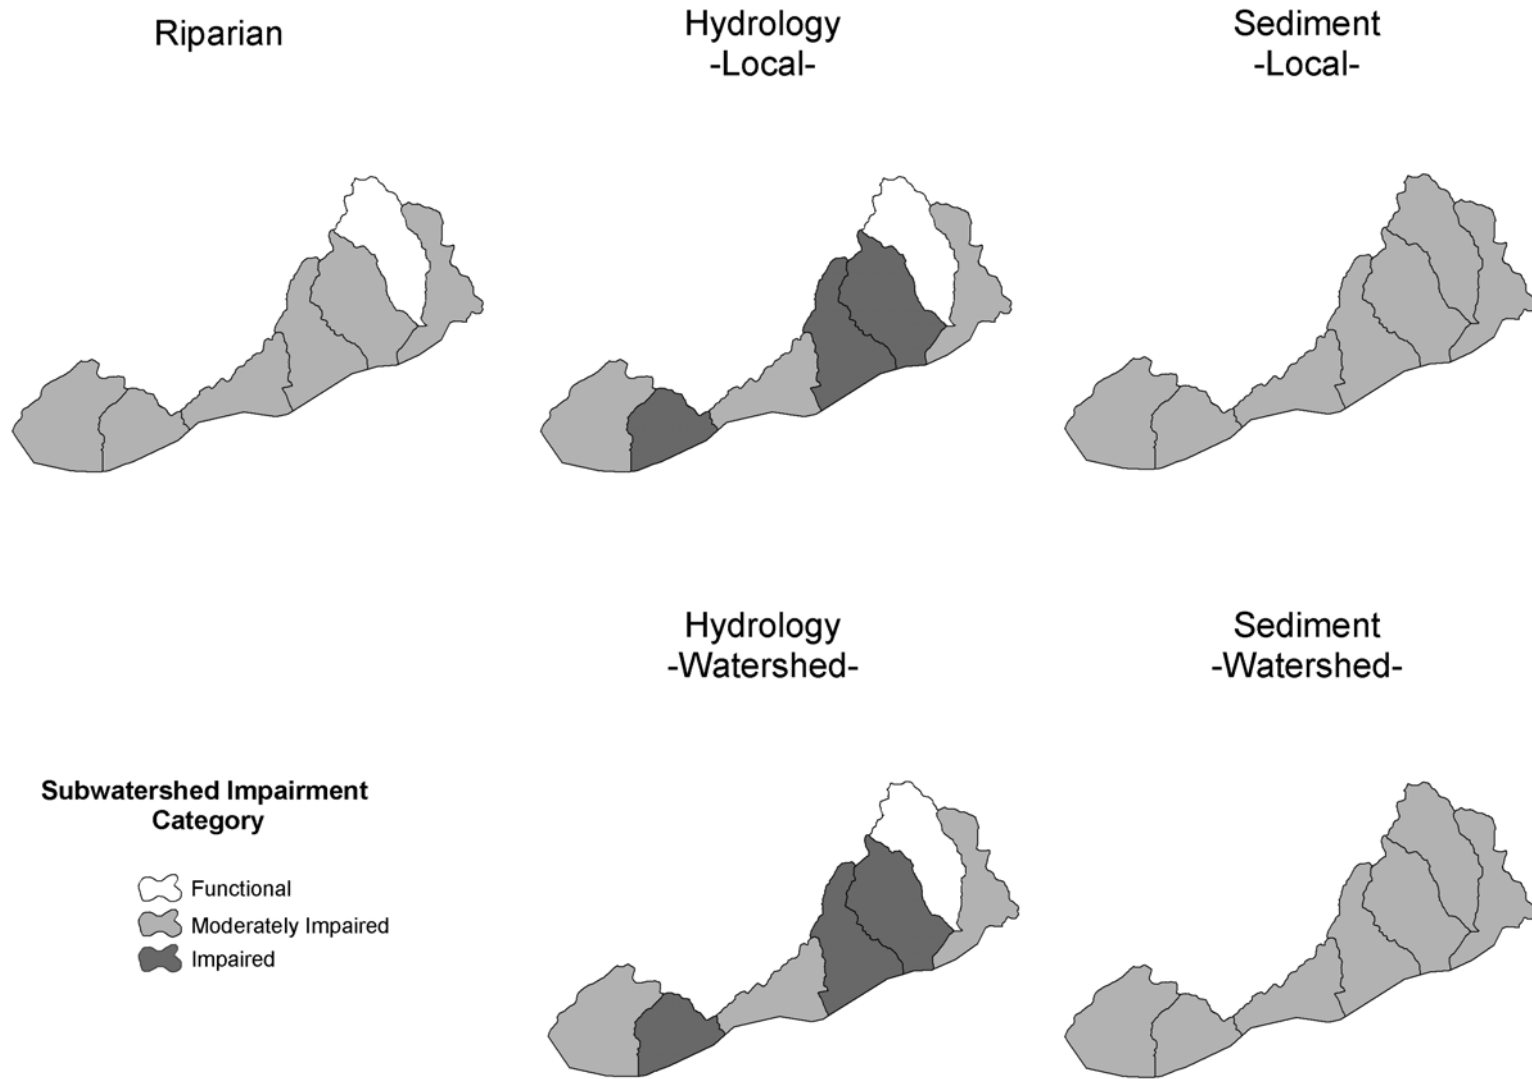 Riparian
Hydrology
-Local-
Sediment
-Local-
Hydrology
-Watershed-
Sediment
-Watershed-
Subwatershed Impairment
Category
Functional
Moderately Impaired
Impaired